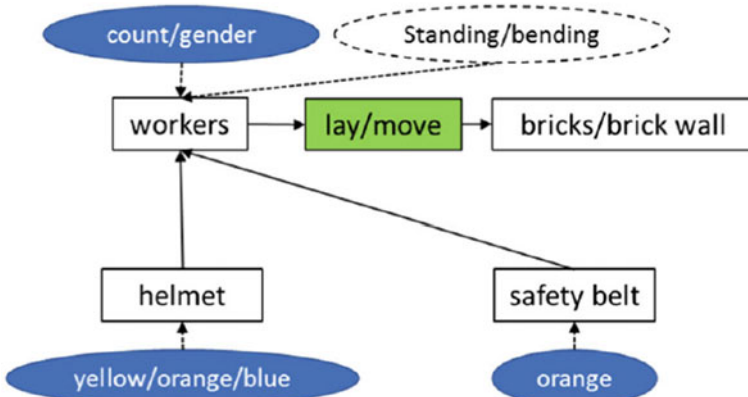 count/gender
Standing/bending
workers
lay/move
bricks/brick wall
helmet
safety belt
yellow/orange/blue
orange